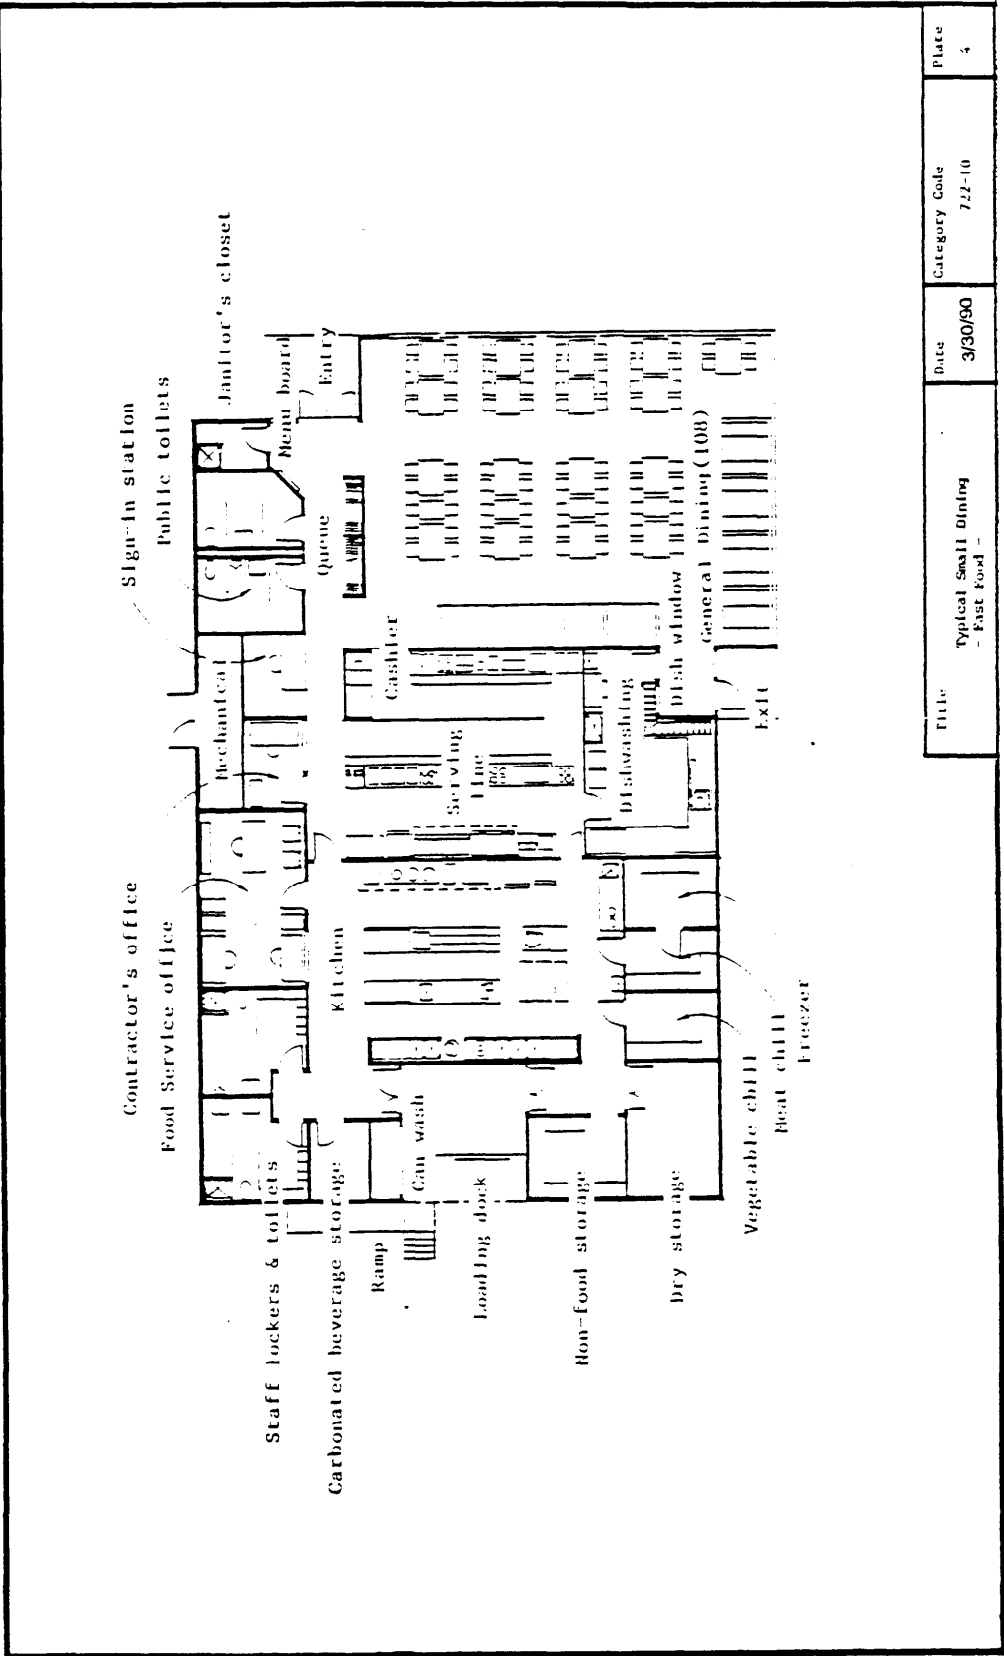 Sign-in station
Public toilets
Janitor's closet
Contractor's office
Food Service office
Mechanical
Menu board
Entry
Queue
Cashier
Serving
line
Kitchen
Dishwashing
Dish window
General Dining(108)
Exit
Staff lockers & toilets
Carbonated beverage storage
Can wash
Ramp
Loading dock
Non-food storage
Dry storage
Vegetable chill
Meat chill
Freezer
Title
Typical Small Dining
- Fast Food -
Date
3/30/90
Category Code
722-10
Plate
4